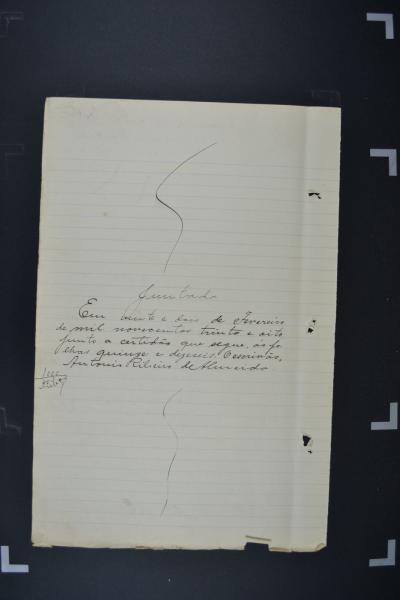 Juntada
Em vinte e dois de Fevereiro
de mil novecentos trinta e oito
junto a certidão que segue, ás fo
lhas quinze e dezeseis. O escrivão,
Antonio Ribeiro de Almeida